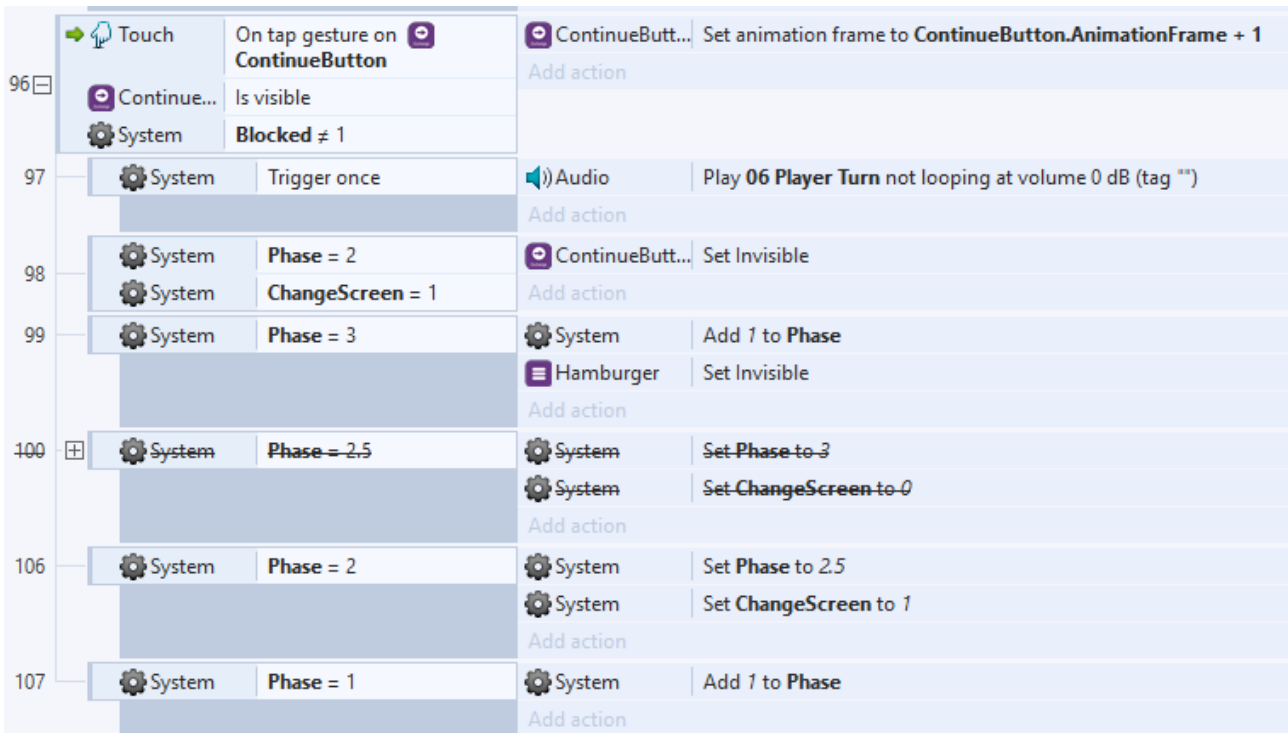 Touch On tap gesture on ContinueButton ContinueButt... Set animation frame to ContinueButton.AnimationFrame + 1
Add action
96 Continue... Is visible
System Blocked ≠ 1
97 System Trigger once Audio Play 06 Player Turn not looping at volume 0 dB (tag "")
Add action
98 System Phase = 2 ContinueButt... Set Invisible
System ChangeScreen = 1 Add action
99 System Phase = 3 System Add 1 to Phase
Hamburger Set Invisible
Add action
100 System Phase = 2.5 System Set Phase to 3
System Set ChangeScreen to 0
Add action
106 System Phase = 2 System Set Phase to 2.5
System Set ChangeScreen to 1
Add action
107 System Phase = 1 System Add 1 to Phase
Add action